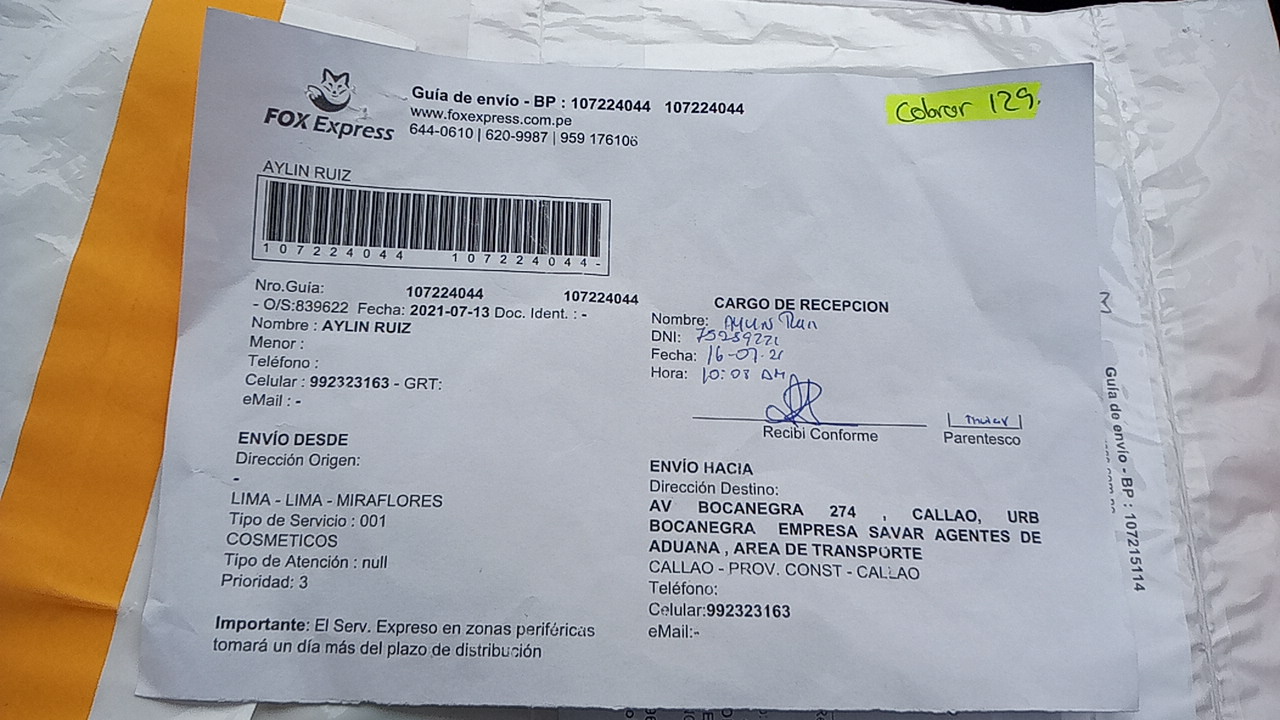 FOX Express
Guía de envío - BP : 107224044 107224044
www.foxexpress.com.pe
644-0610 | 620-9987 | 959 176106
Cobrar 129.
AYLIN RUIZ
107224044 107224044-
Nro.Guía: 107224044 107224044
- O/S:839622 Fecha: 2021-07-13 Doc. Ident. : -
Nombre : AYLIN RUIZ
Menor :
Teléfono :
Celular : 992323163 - GRT:
eMail : -
CARGO DE RECEPCION
Nombre: Aylin Ruiz
DNI:
Fecha: 16-07-21
Hora: 10:08 AM
Recibi Conforme
Parentesco
ENVÍO DESDE
Dirección Origen:
-
LIMA - LIMA - MIRAFLORES
Tipo de Servicio : 001
COSMETICOS
Tipo de Atención : null
Prioridad: 3
Importante: El Serv. Expreso en zonas periféricas
tomará un día más del plazo de distribución
ENVÍO HACIA
Dirección Destino:
AV BOCANEGRA 274 , CALLAO, URB
BOCANEGRA EMPRESA SAVAR AGENTES DE
ADUANA , AREA DE TRANSPORTE
CALLAO - PROV. CONST - CALLAO
Teléfono:
Celular:992323163
eMail:-
Guía de envío - BP : 107215114